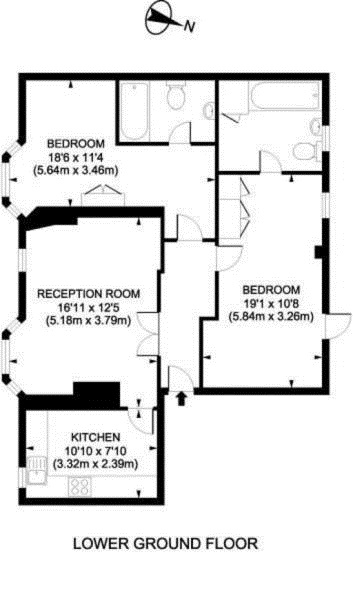 N
BEDROOM
18'6 x 11'4
(5.64m x 3.46m)
RECEPTION ROOM
16'11 x 12'5
(5.18m x 3.79m)
BEDROOM
19'1 x 10'8
(5.84m x 3.26m)
KITCHEN
10'10 x 7'10
(3.32m x 2.39m)
LOWER GROUND FLOOR